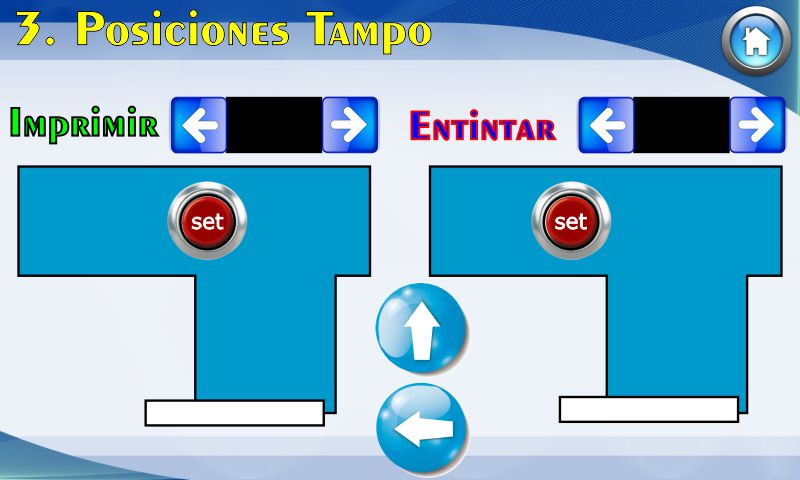 3. Posiciones Tampo
Imprimir
Entintar
set
set